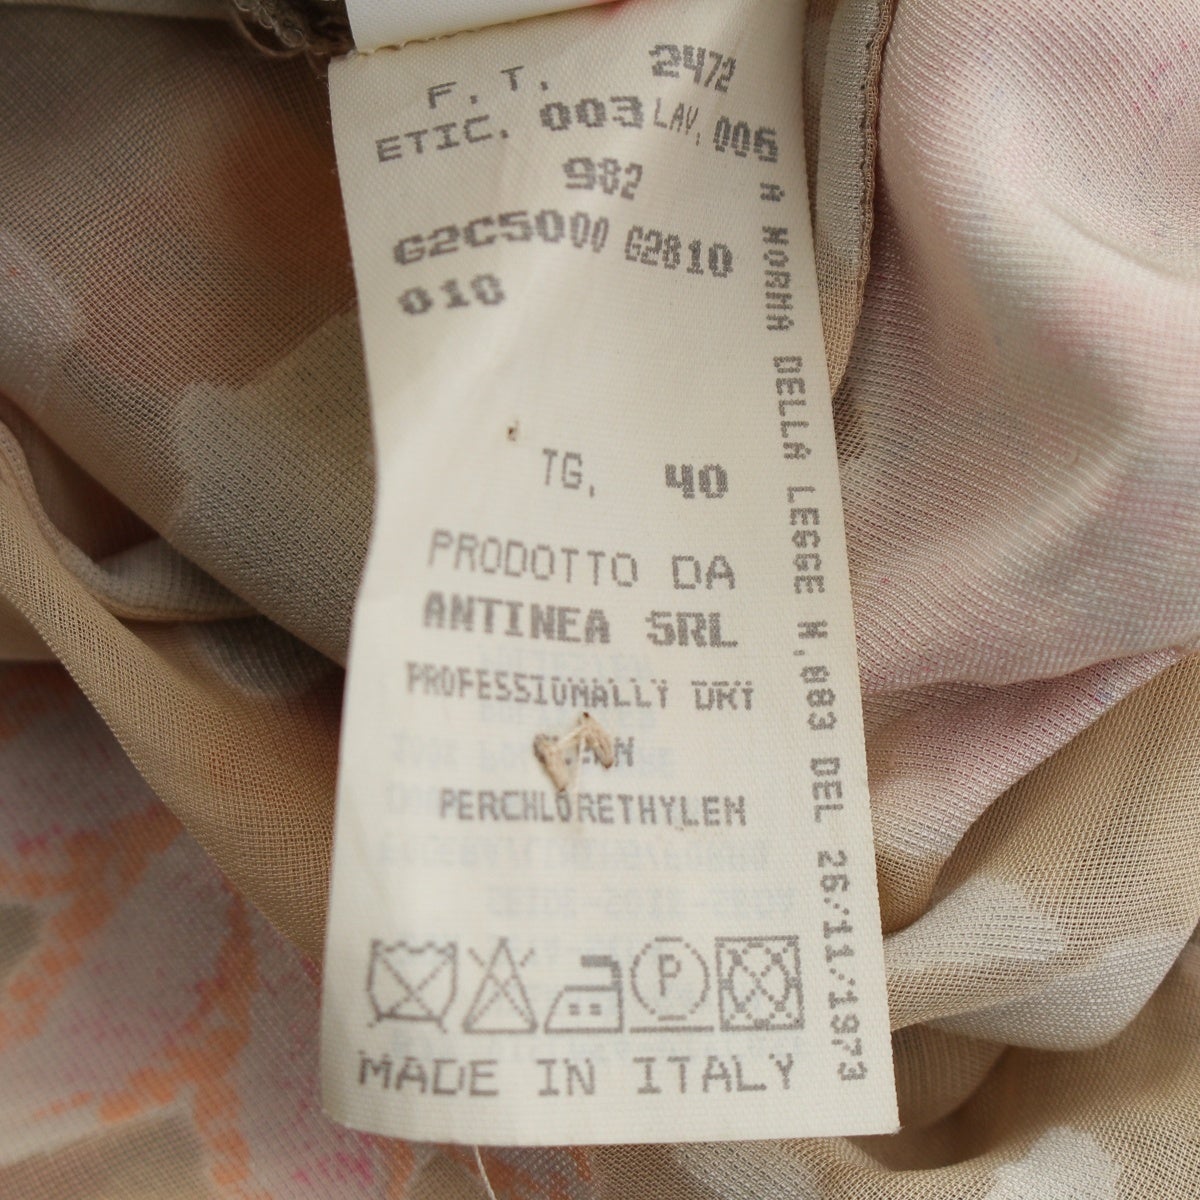 F. T. 2472
ETIC. 003 LAV. 006
982
G2C5000 G2810
010
TG. 40
PRODOTTO DA
ANTINEA SRL
PROFESSIONALLY DRY
PERCHLORETHYLEN
P
MADE IN ITALY
A NORMA DELLA LEGGE N.883 DEL 26/11/1973